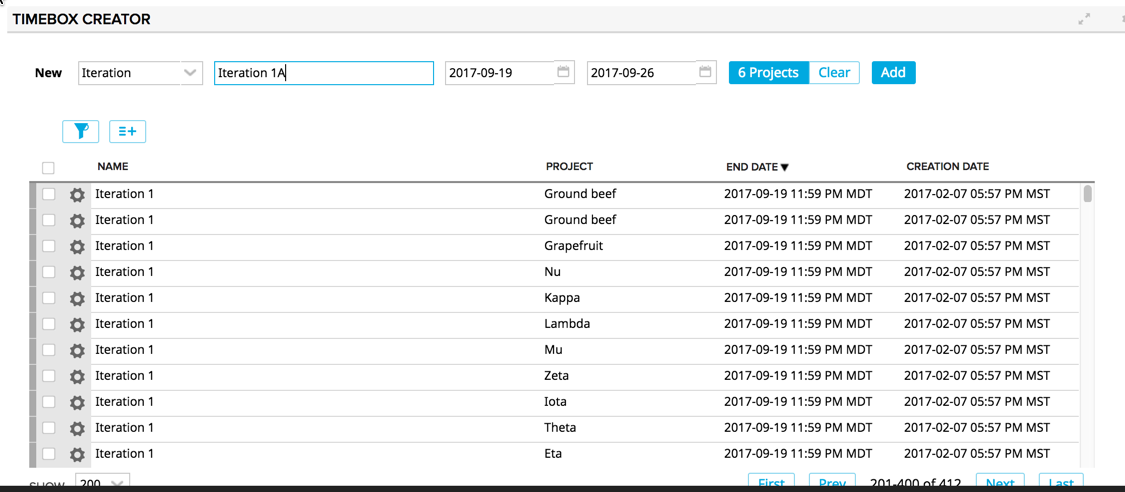 TIMEBOX CREATOR
New Iteration Iteration 1A 2017-09-19 2017-09-26 6 Projects Clear Add
NAME PROJECT END DATE▼ CREATION DATE
Iteration 1 Ground beef 2017-09-19 11:59 PM MDT 2017-02-07 05:57 PM MST
Iteration 1 Ground beef 2017-09-19 11:59 PM MDT 2017-02-07 05:57 PM MST
Iteration 1 Grapefruit 2017-09-19 11:59 PM MDT 2017-02-07 05:57 PM MST
Iteration 1 Nu 2017-09-19 11:59 PM MDT 2017-02-07 05:57 PM MST
Iteration 1 Kappa 2017-09-19 11:59 PM MDT 2017-02-07 05:57 PM MST
Iteration 1 Lambda 2017-09-19 11:59 PM MDT 2017-02-07 05:57 PM MST
Iteration 1 Mu 2017-09-19 11:59 PM MDT 2017-02-07 05:57 PM MST
Iteration 1 Zeta 2017-09-19 11:59 PM MDT 2017-02-07 05:57 PM MST
Iteration 1 Iota 2017-09-19 11:59 PM MDT 2017-02-07 05:57 PM MST
Iteration 1 Theta 2017-09-19 11:59 PM MDT 2017-02-07 05:57 PM MST
Iteration 1 Eta 2017-09-19 11:59 PM MDT 2017-02-07 05:57 PM MST
SHOW 200 First Prev 201-400 of 412 Next Last